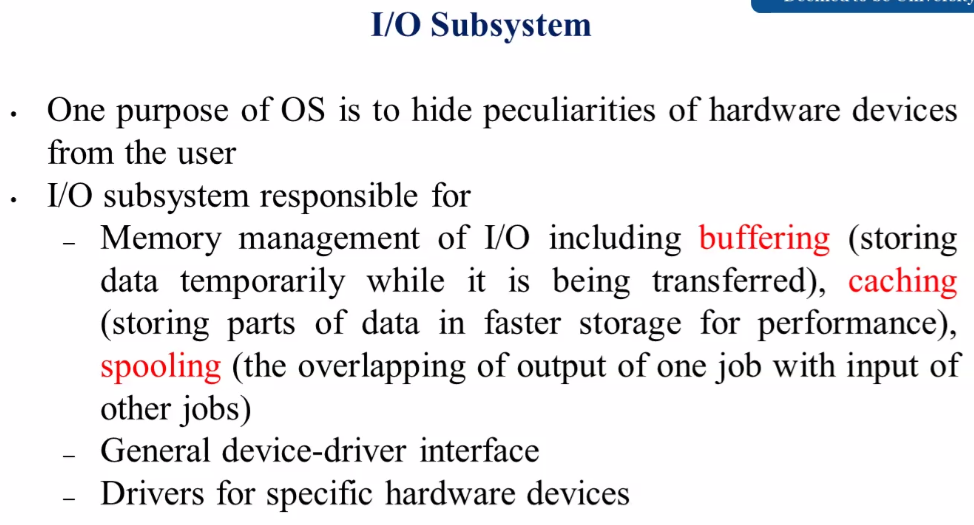 I/O Subsystem
• One purpose of OS is to hide peculiarities of hardware devices
from the user
• I/O subsystem responsible for
– Memory management of I/O including buffering (storing
data temporarily while it is being transferred), caching
(storing parts of data in faster storage for performance),
spooling (the overlapping of output of one job with input of
other jobs)
– General device-driver interface
– Drivers for specific hardware devices